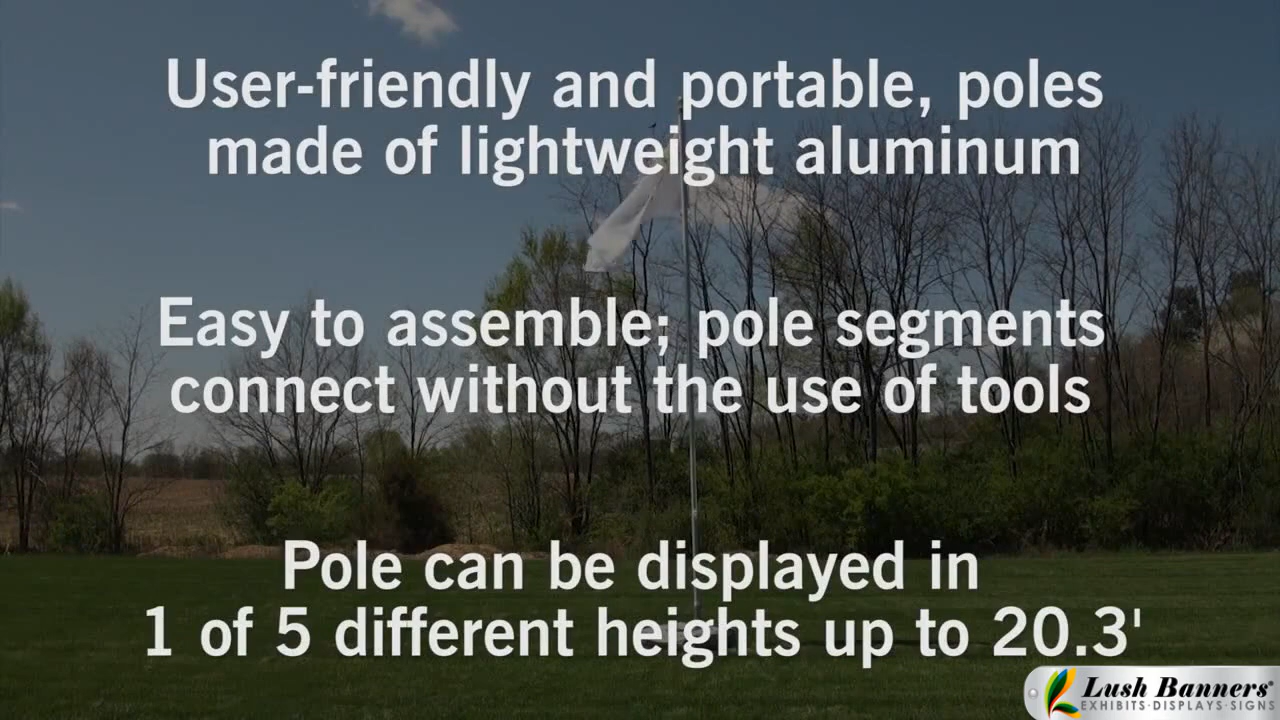 User-friendly and portable, poles
made of lightweight aluminum
Easy to assemble; pole segments
connect without the use of tools
Pole can be displayed in
1 of 5 different heights up to 20.3'
Lush Banners®
EXHIBITS·DISPLAYS·SIGNS